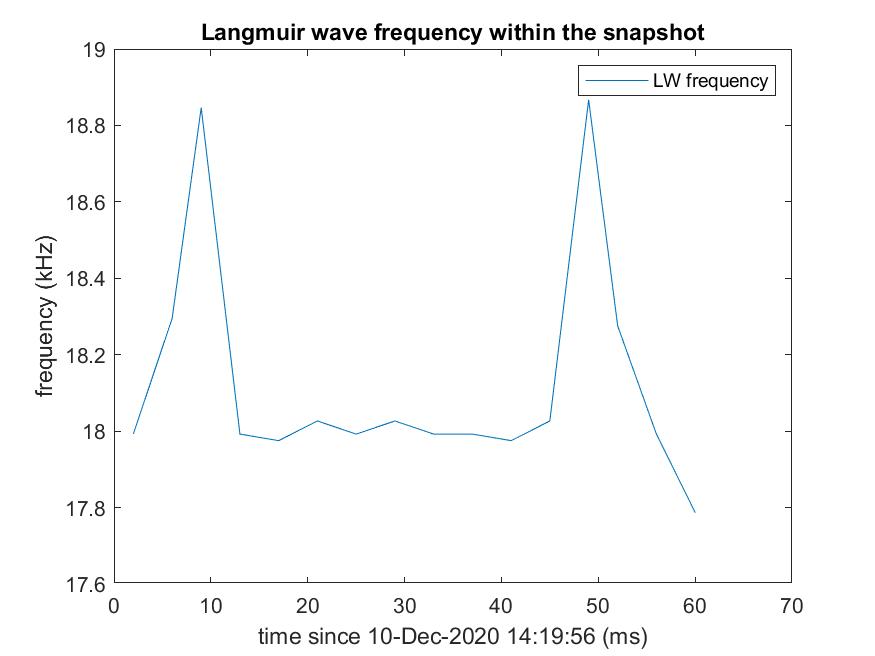 Langmuir wave frequency within the snapshot
LW frequency
frequency (kHz)
19
18.8
18.6
18.4
18.2
18
17.8
17.6
0 10 20 30 40 50 60 70
time since 10-Dec-2020 14:19:56 (ms)